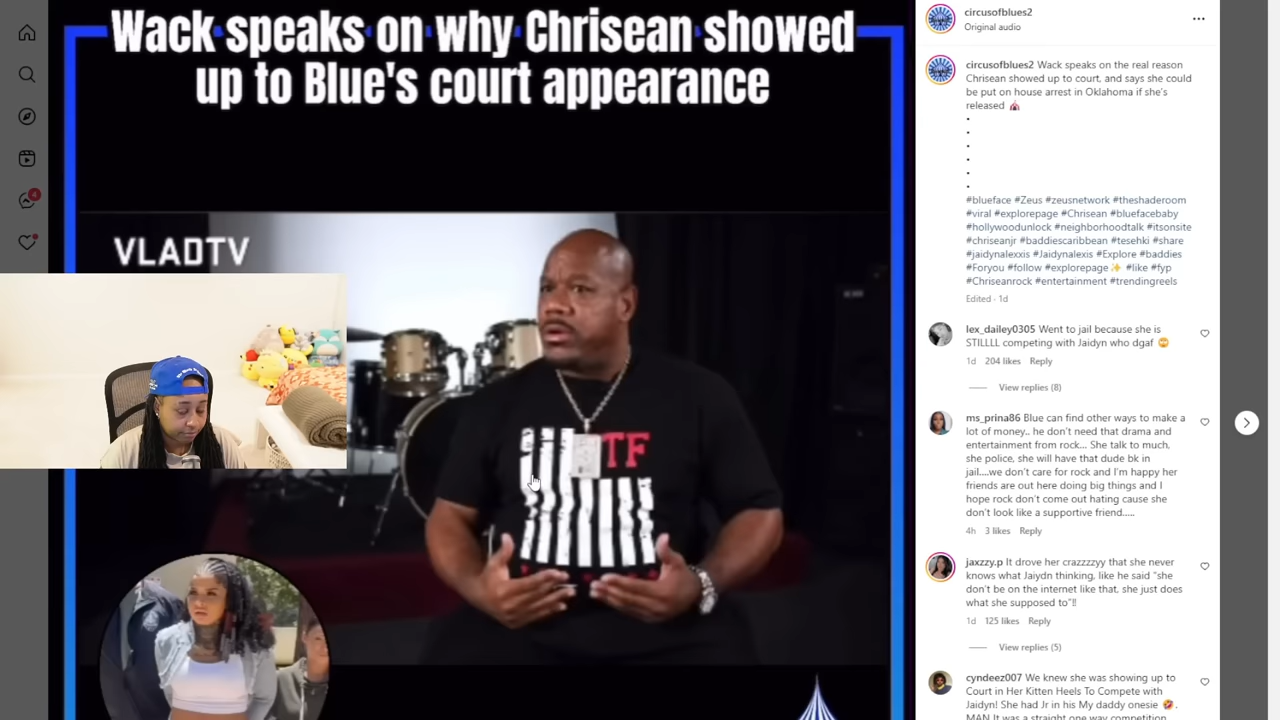 Wack speaks on why Chrisean showed
up to Blue's court appearance
VLADTV
TF
4
circusofblues2
Original audio
circusofblues2 Wack speaks on the real reason
Chrisean showed up to court, and says she could
be put on house arrest in Oklahoma if she's
released 🎪
•
•
•
•
•
•
#blueface #Zeus #zeusnetwork #theshaderoom
#viral #explorepage #Chrisean #bluefacebaby
#hollywoodunlock #neighborhoodtalk #itsonsite
#chriseanjr #baddiescaribbean #tesehki #share
#jaidynalexxis #Jaidynalexis #Explore #baddies
#Foryou #follow #explorepage✨ #like #fyp
#Chriseanrock #entertainment #trendingreels
Edited · 1d
lex_dailey0305 Went to jail because she is
STILLLL competing with Jaidyn who dgaf 🙄
1d 204 likes Reply
View replies (8)
ms_prina86 Blue can find other ways to make a
lot of money.. he don't need that drama and
entertainment from rock... She talk to much,
she police, she will have that dude bk in
jail....we don't care for rock and I'm happy her
friends are out here doing big things and I
hope rock don't come out hating cause she
don't look like a supportive friend.....
4h 3 likes Reply
jaxzzy.p It drove her crazzzzyy that she never
knows what Jaiydn thinking, like he said "she
don't be on the internet like that, she just does
what she supposed to"!!
1d 125 likes Reply
View replies (5)
cyndeez007 We knew she was showing up to
Court in Her Kitten Heels To Compete with
Jaidyn! She had Jr in his My daddy onesie 🤣.
MAN It was a straight one way competition